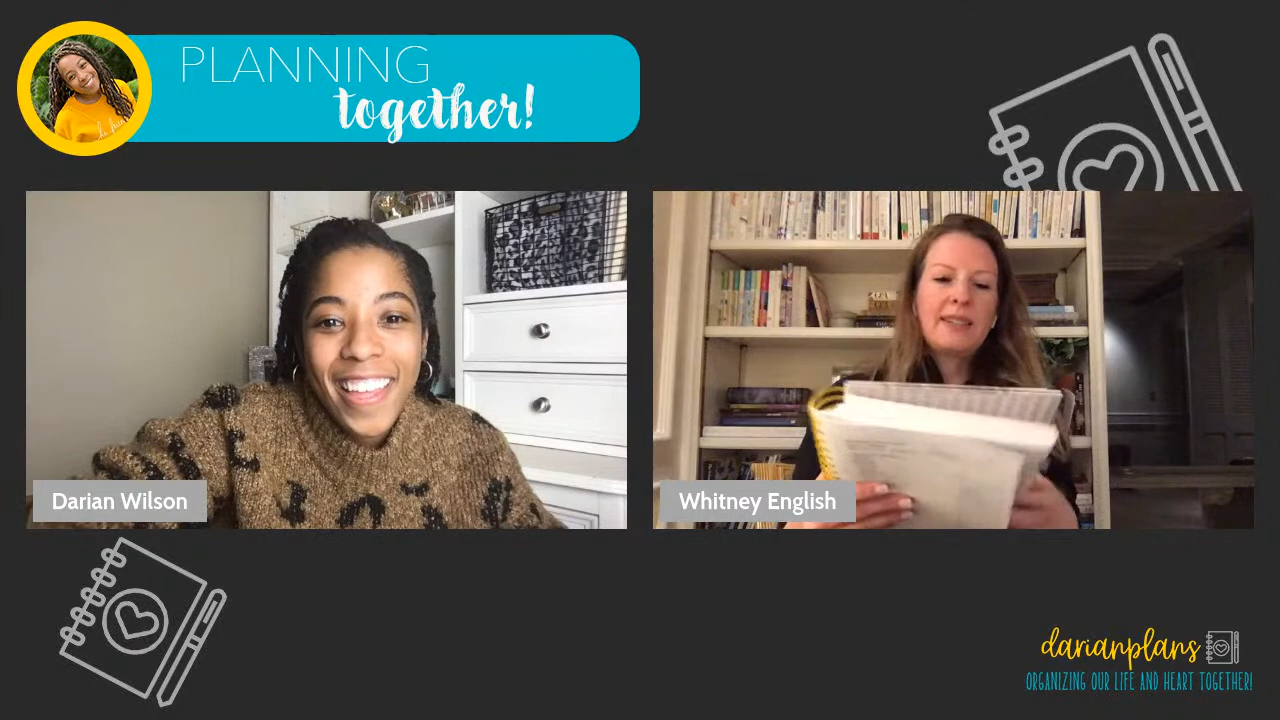 PLANNING
together!
Darian Wilson
Whitney English
darianplans
ORGANIZING OUR LIFE AND HEART TOGETHER!